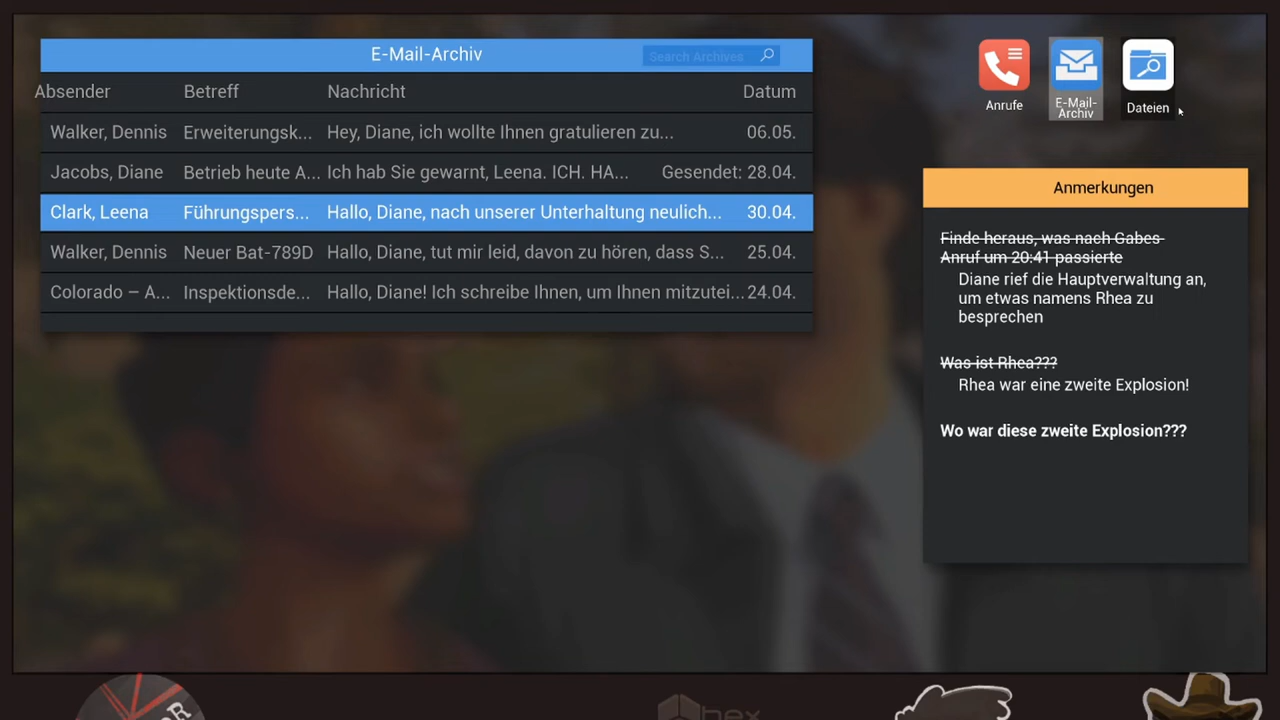 E-Mail-Archiv
Search Archives
Absender Betreff Nachricht Datum
Walker, Dennis Erweiterungsk... Hey, Diane, ich wollte Ihnen gratulieren zu... 06.05.
Jacobs, Diane Betrieb heute A... Ich hab Sie gewarnt, Leena. ICH. HA... Gesendet: 28.04.
Clark, Leena Führungspers... Hallo, Diane, nach unserer Unterhaltung neulich... 30.04.
Walker, Dennis Neuer Bat-789D Hallo, Diane, tut mir leid, davon zu hören, dass S... 25.04.
Colorado – A... Inspektionsde... Hallo, Diane! Ich schreibe Ihnen, um Ihnen mitzutei... 24.04.
Anrufe
E-Mail-
Archiv
Dateien
Anmerkungen
Finde heraus, was nach Gabes
Anruf um 20:41 passierte
Diane rief die Hauptverwaltung an,
um etwas namens Rhea zu
besprechen
Was ist Rhea???
Rhea war eine zweite Explosion!
Wo war diese zweite Explosion???
hex